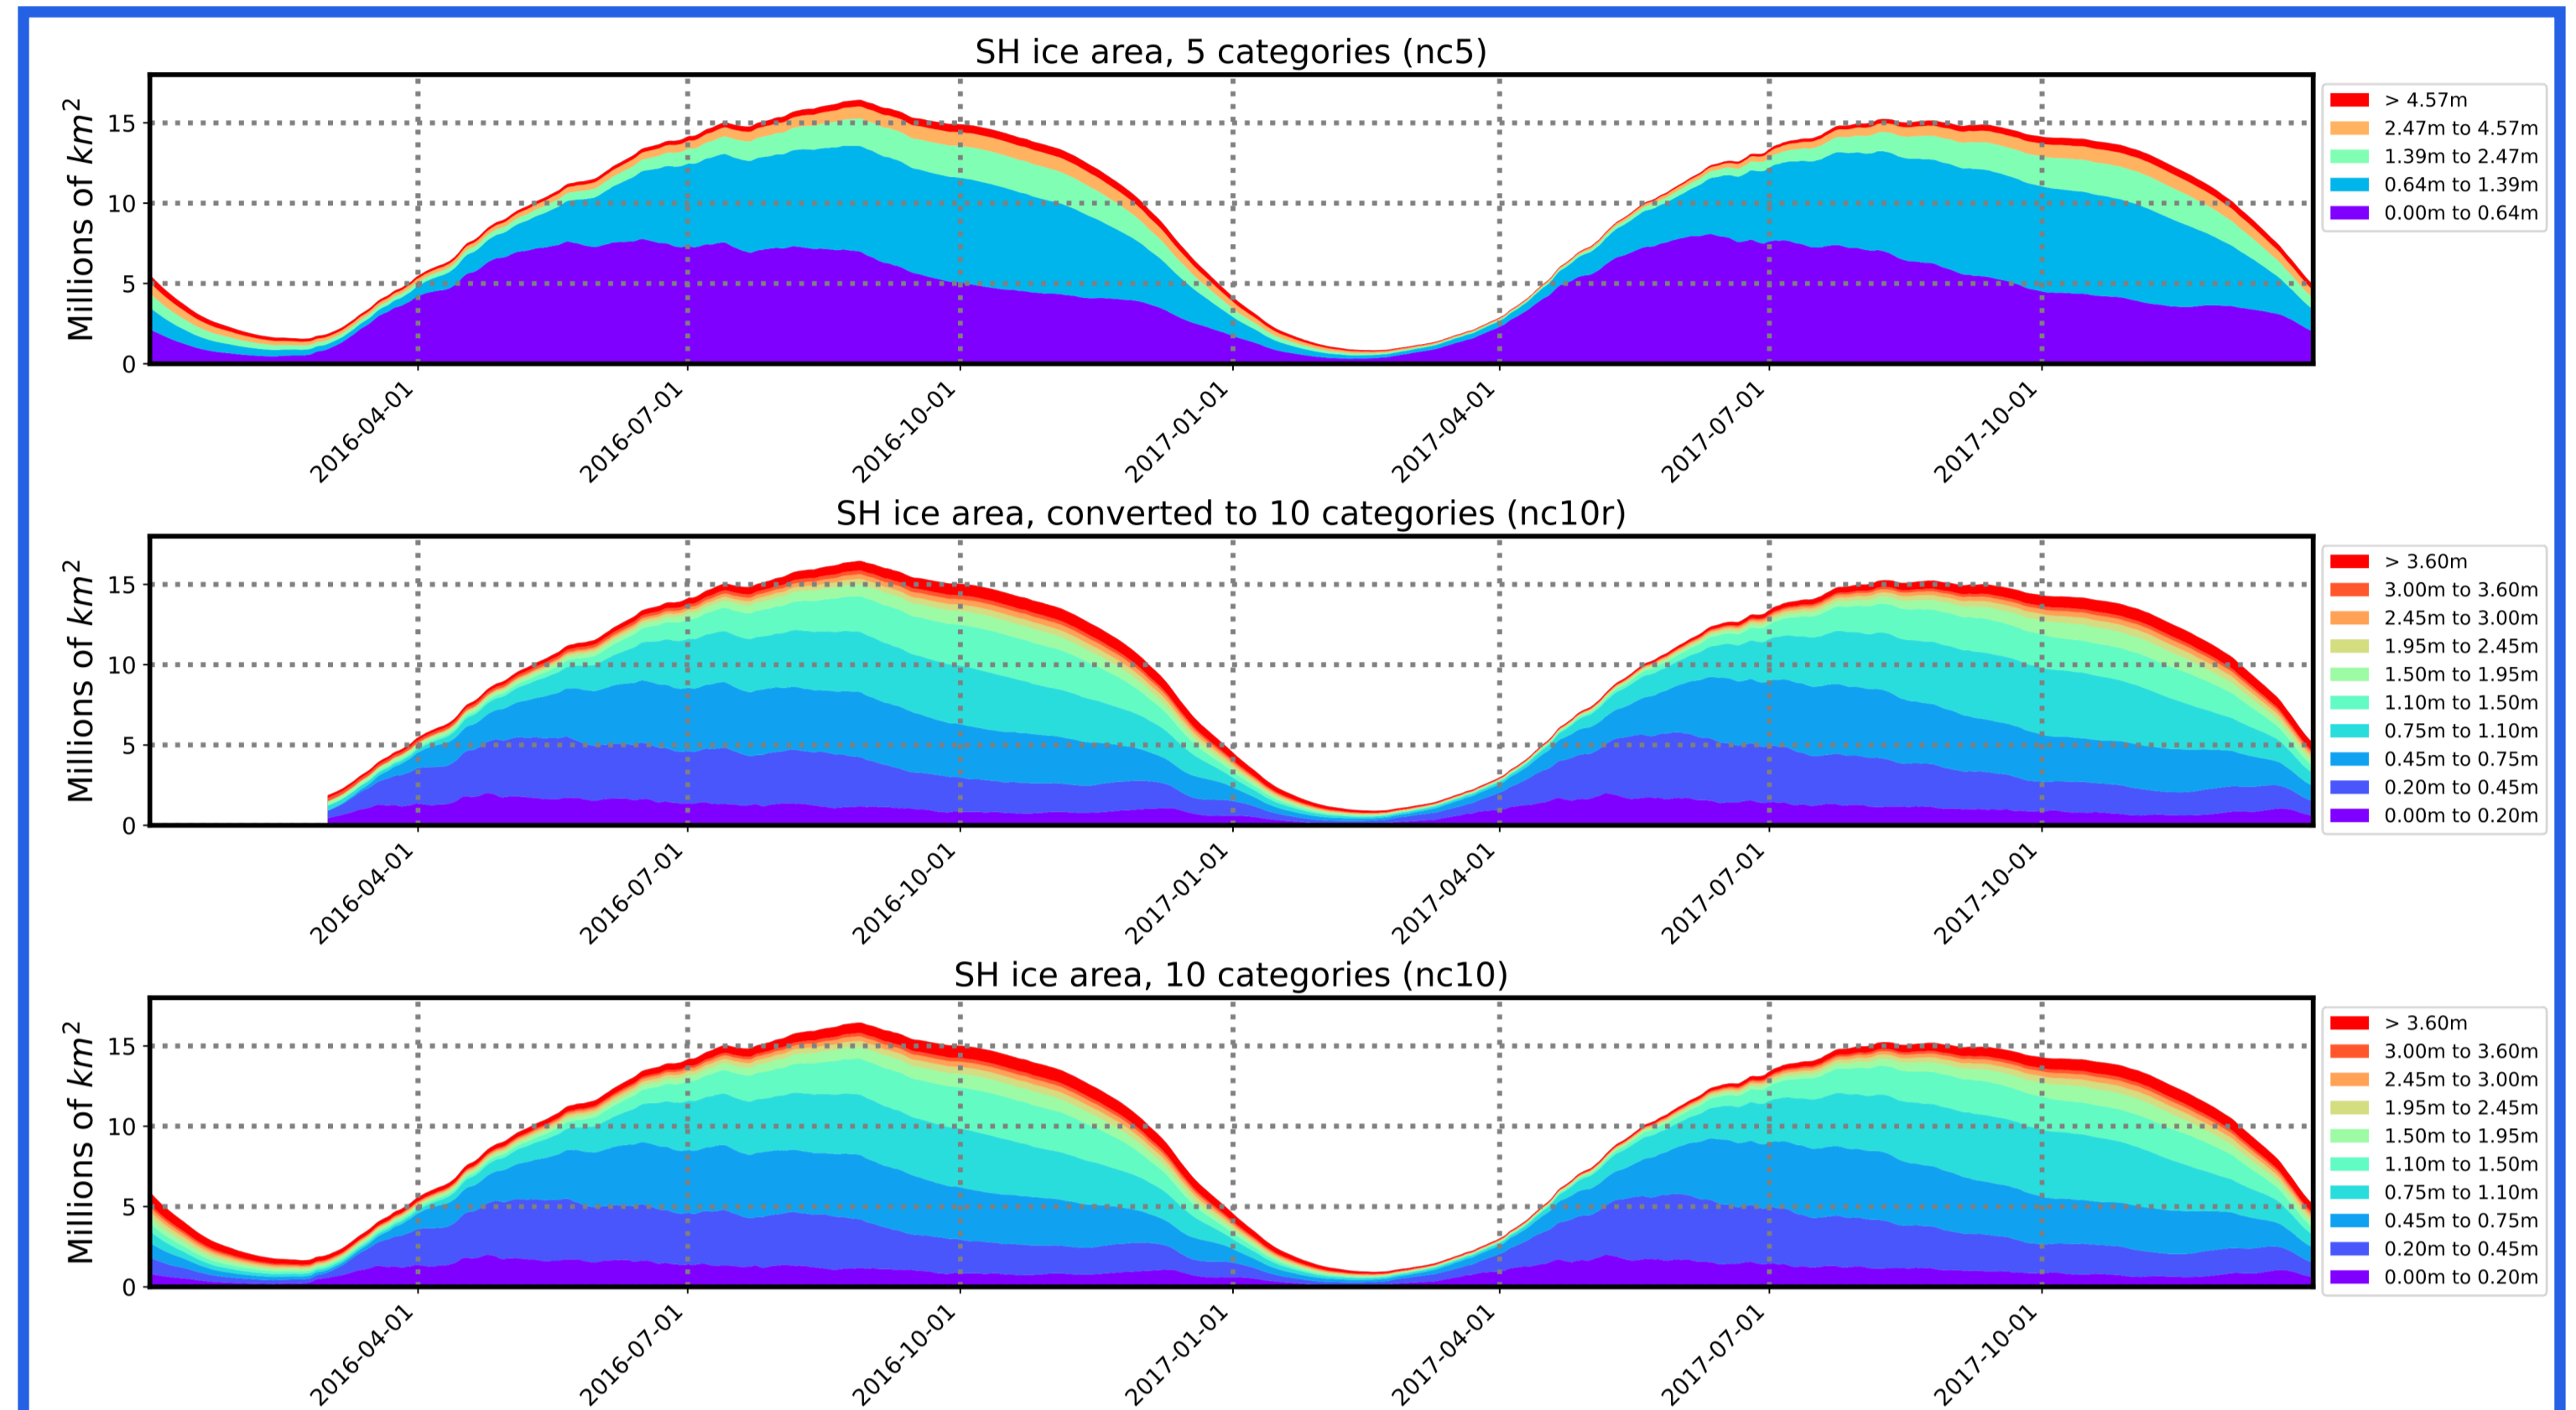 SH ice area, 5 categories (nc5)
Millions of km²
15
10
5
0
2016-04-01
2016-07-01
2016-10-01
2017-01-01
2017-04-01
2017-07-01
2017-10-01
> 4.57m
2.47m to 4.57m
1.39m to 2.47m
0.64m to 1.39m
0.00m to 0.64m
SH ice area, converted to 10 categories (nc10r)
Millions of km²
15
10
5
0
2016-04-01
2016-07-01
2016-10-01
2017-01-01
2017-04-01
2017-07-01
2017-10-01
> 3.60m
3.00m to 3.60m
2.45m to 3.00m
1.95m to 2.45m
1.50m to 1.95m
1.10m to 1.50m
0.75m to 1.10m
0.45m to 0.75m
0.20m to 0.45m
0.00m to 0.20m
SH ice area, 10 categories (nc10)
Millions of km²
15
10
5
0
2016-04-01
2016-07-01
2016-10-01
2017-01-01
2017-04-01
2017-07-01
2017-10-01
> 3.60m
3.00m to 3.60m
2.45m to 3.00m
1.95m to 2.45m
1.50m to 1.95m
1.10m to 1.50m
0.75m to 1.10m
0.45m to 0.75m
0.20m to 0.45m
0.00m to 0.20m